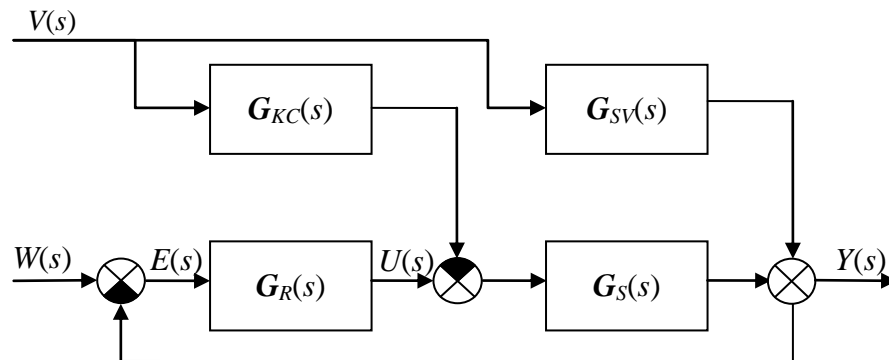 V(s)
G_KC(s)
G_SV(s)
W(s)
E(s)
G_R(s)
U(s)
G_S(s)
Y(s)